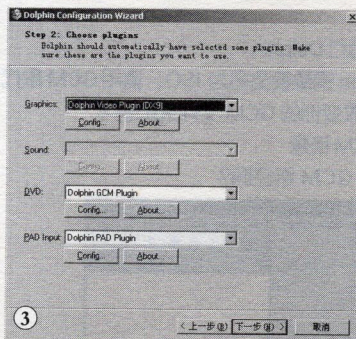 Dolphin Configuration Wizard
Step 2: Choose plugins
Dolphin should automatically have selected some plugins. Make
sure these are the plugins you want to use.
Graphics: Dolphin Video Plugin [DX9]
Config... About...
Sound:
Config... About...
DVD: Dolphin GCM Plugin
Config... About...
PAD Input: Dolphin PAD Plugin
Config... About...
③
< 上一步(B) 下一步(N) > 取消